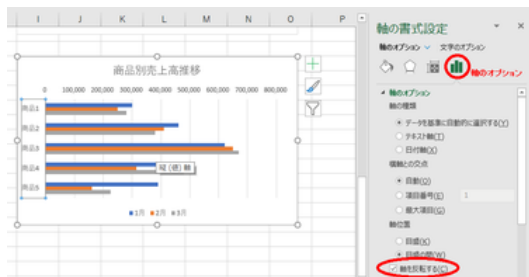 I J K L M N O P
商品別売上高推移
0 100,000 200,000 300,000 400,000 500,000 600,000 700,000 800,000
商品1
商品2
商品3
商品4
商品5
縦 (値) 軸
■1月 ■2月 ■3月
軸の書式設定
軸のオプション 文字のオプション
軸のオプション
軸のオプション
軸の種類
データを基準に自動的に選択する(Y)
テキスト軸(T)
日付軸(X)
横軸との交点
自動(O)
項目番号(E) 1
最大項目(G)
軸位置
目盛(K)
目盛の間(W)
軸を反転する(C)